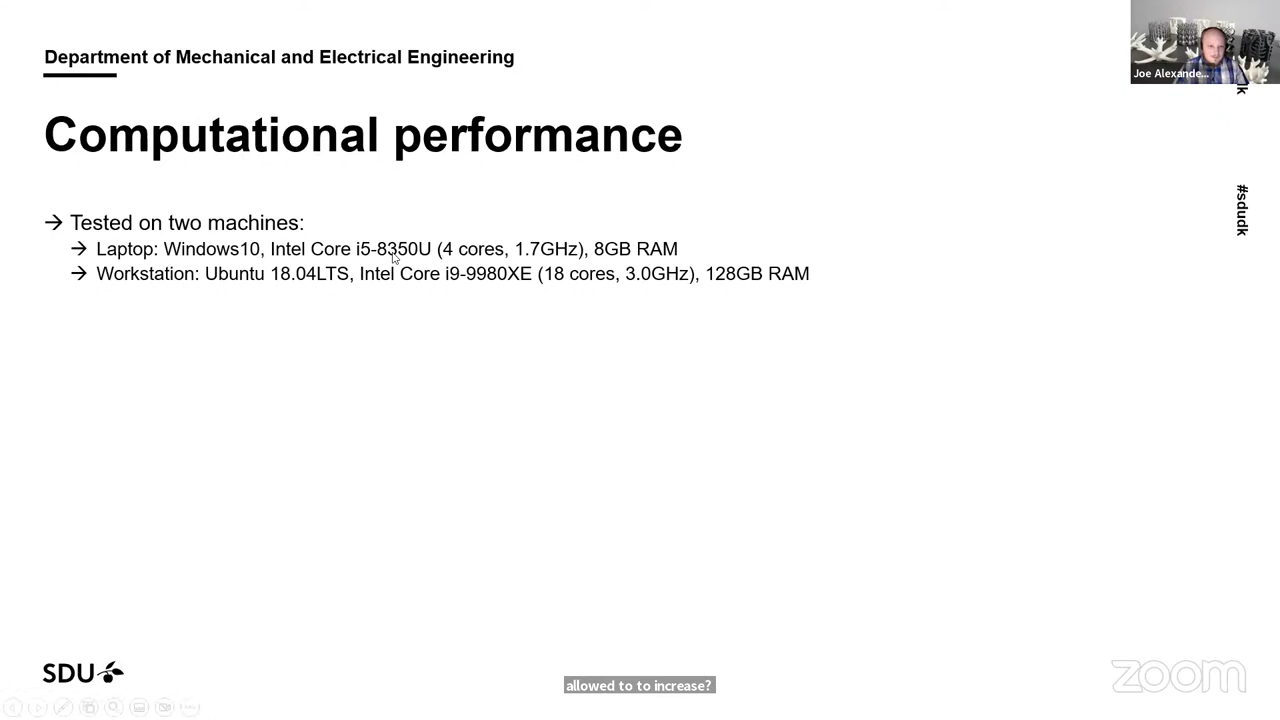 Department of Mechanical and Electrical Engineering
Joe Alexande...
dk
Computational performance
#sdudk
→ Tested on two machines:
→ Laptop: Windows10, Intel Core i5-8350U (4 cores, 1.7GHz), 8GB RAM
→ Workstation: Ubuntu 18.04LTS, Intel Core i9-9980XE (18 cores, 3.0GHz), 128GB RAM
SDU
allowed to to increase?
zoom